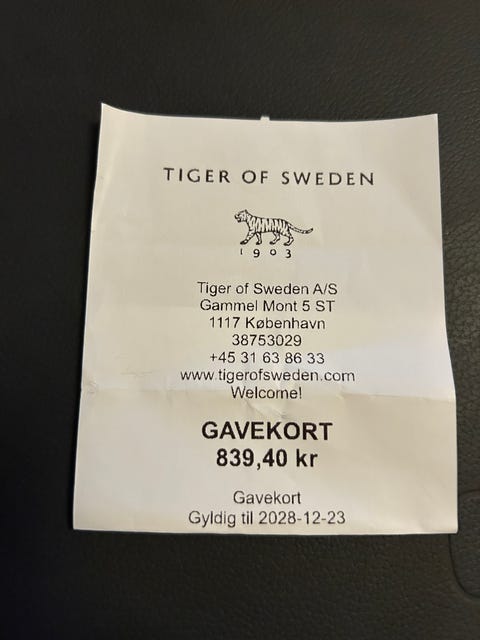 TIGER OF SWEDEN
1903
Tiger of Sweden A/S
Gammel Mont 5 ST
1117 København
38753029
+45 31 63 86 33
www.tigerofsweden.com
Welcome!
GAVEKORT
839,40 kr
Gavekort
Gyldig til 2028-12-23